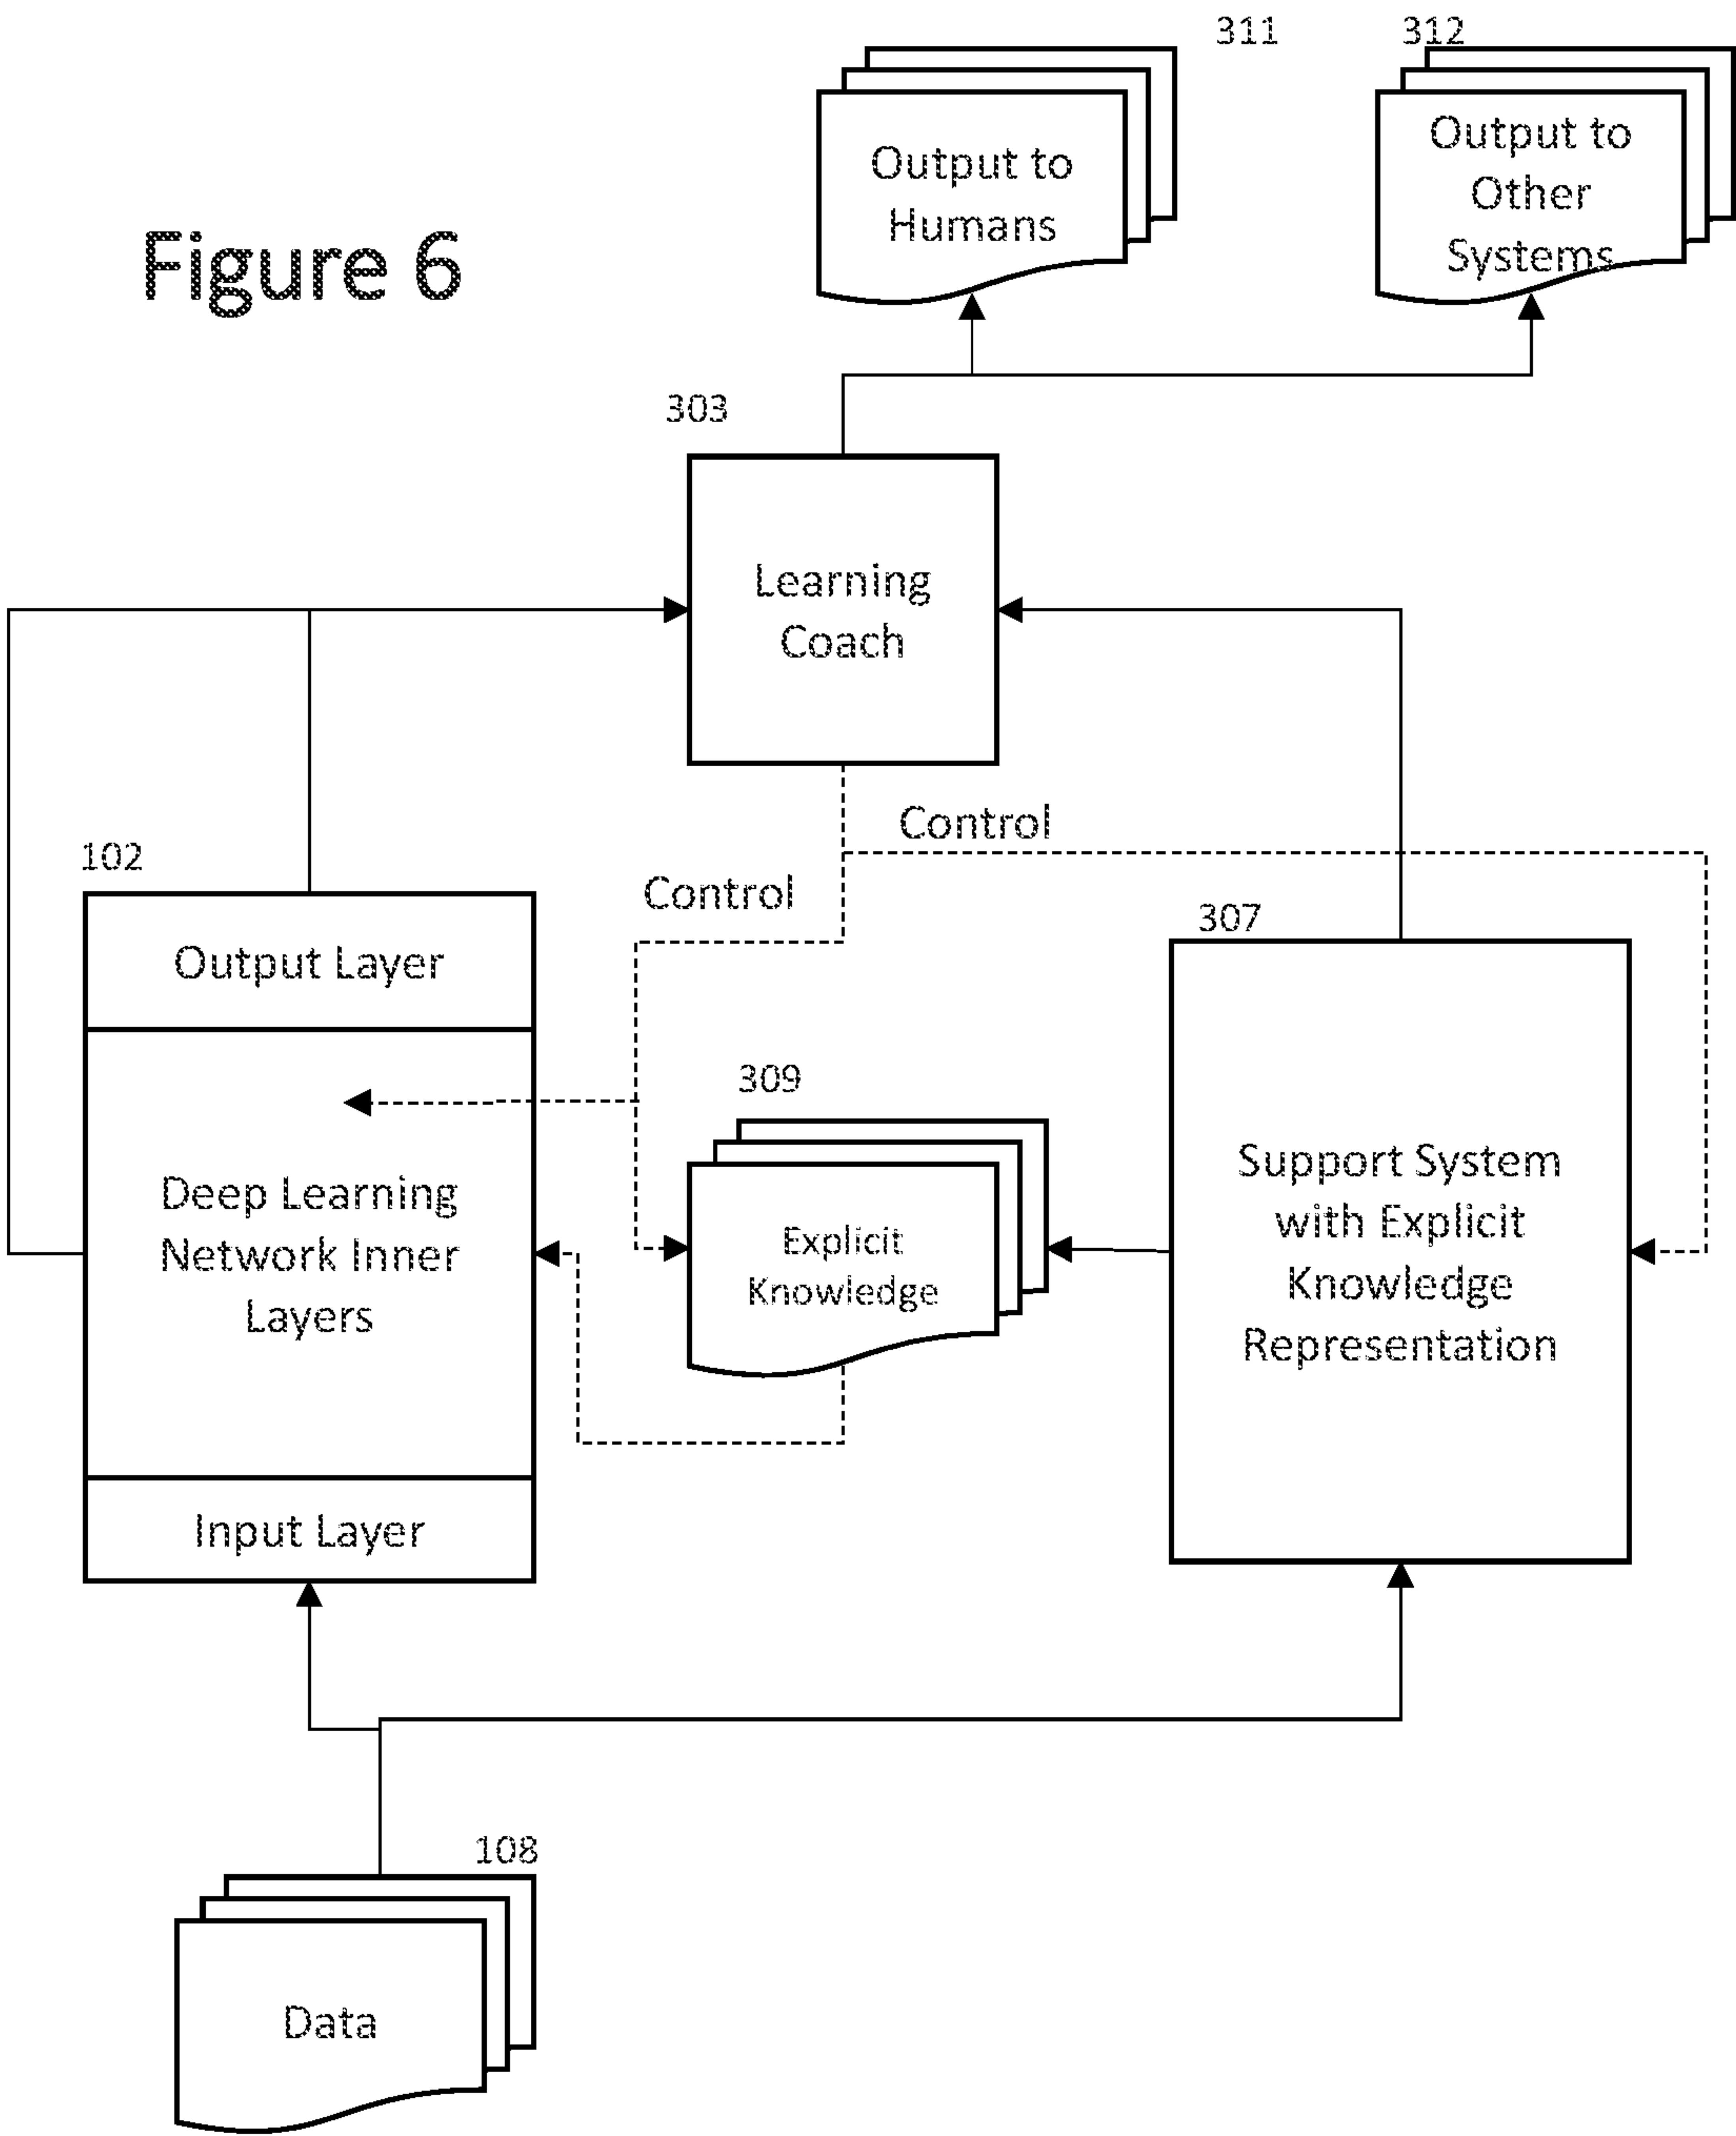 311
312
Output to
Humans
Output to
Other
Systems
Figure 6
303
Learning
Coach
Control
Control
102
307
Output Layer
309
Deep Learning
Network Inner
Layers
Explicit
Knowledge
Support System
with Explicit
Knowledge
Representation
Input Layer
108
Data